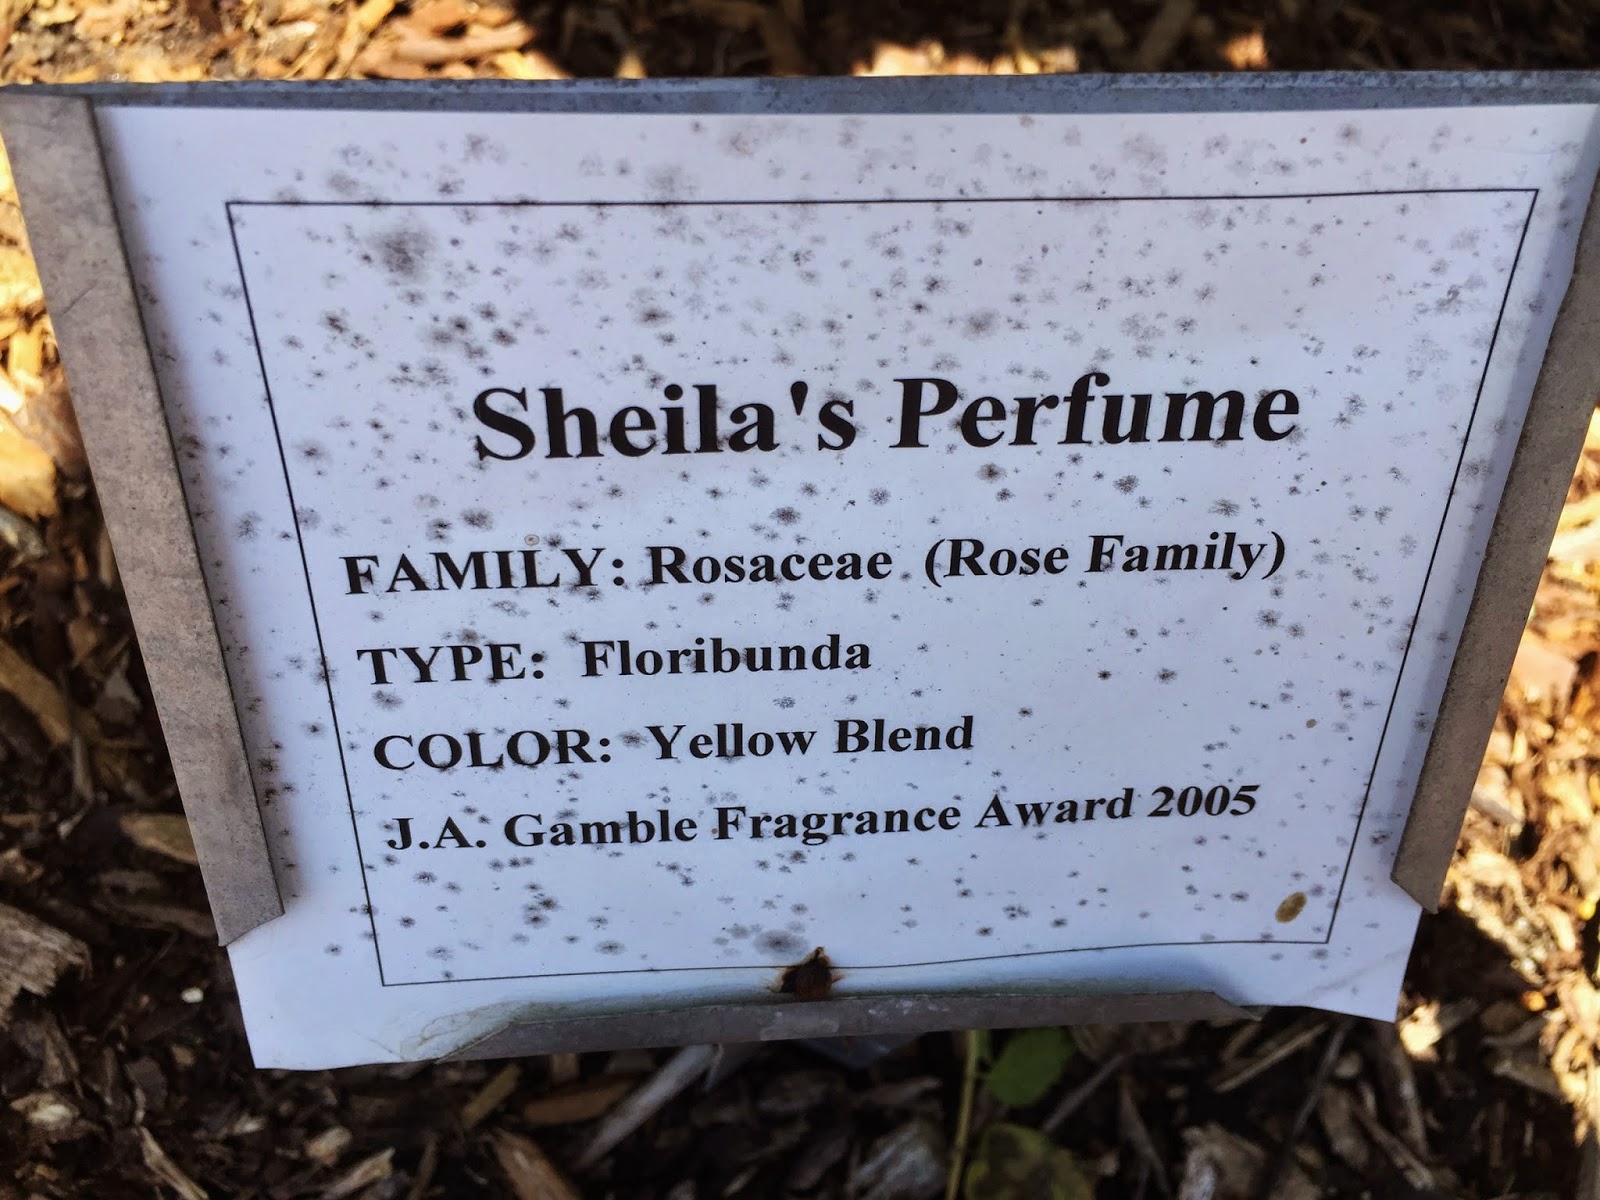 Sheila's Perfume
FAMILY: Rosaceae (Rose Family)
TYPE: Floribunda
COLOR: Yellow Blend
J.A. Gamble Fragrance Award 2005